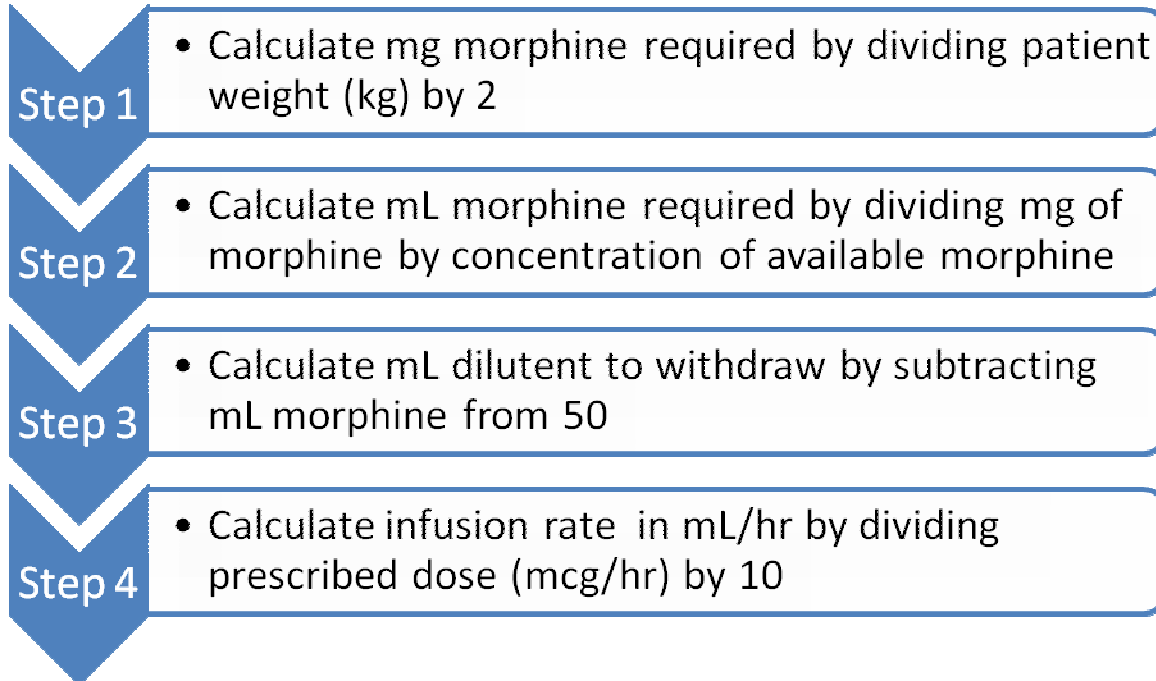 Step 1
• Calculate mg morphine required by dividing patient
weight (kg) by 2
Step 2
• Calculate mL morphine required by dividing mg of
morphine by concentration of available morphine
Step 3
• Calculate mL dilutent to withdraw by subtracting
mL morphine from 50
Step 4
• Calculate infusion rate in mL/hr by dividing
prescribed dose (mcg/hr) by 10